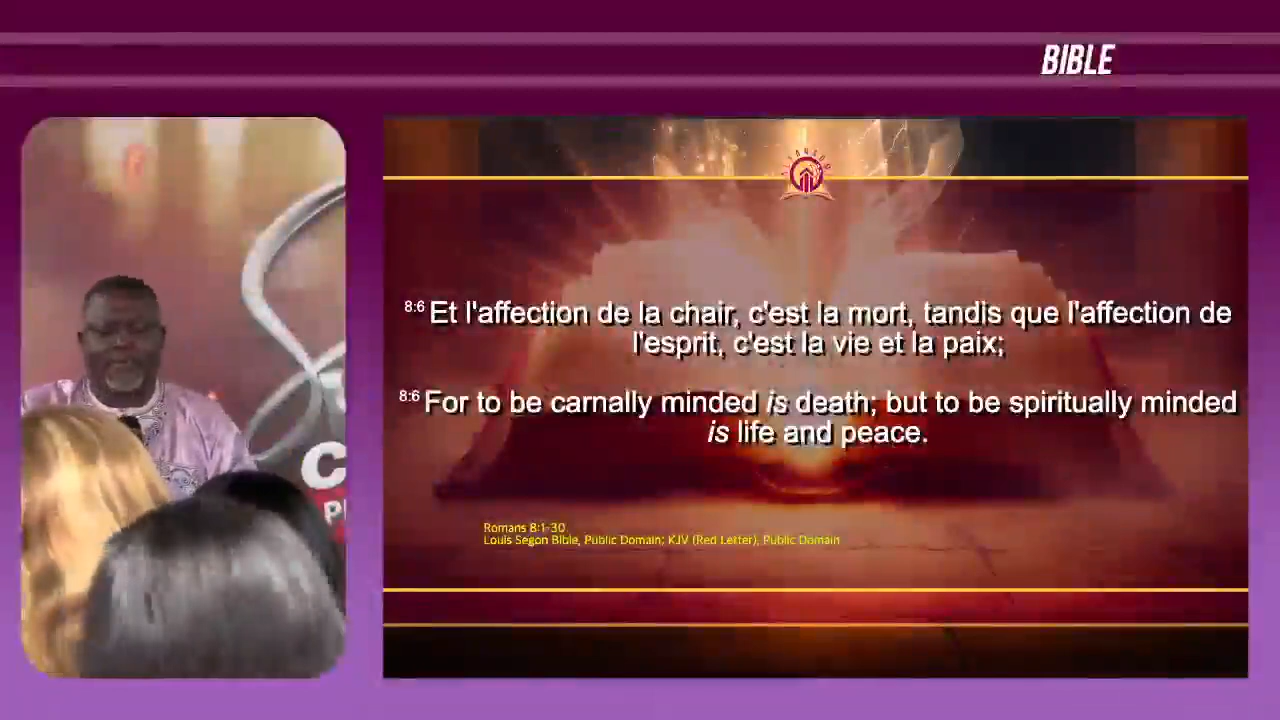 BIBLE
8:6 Et l'affection de la chair, c'est la mort, tandis que l'affection de
l'esprit, c'est la vie et la paix;
8:6 For to be carnally minded is death; but to be spiritually minded
is life and peace.
Romans 8:1-30
Louis Segon Bible, Public Domain; KJV (Red Letter), Public Domain